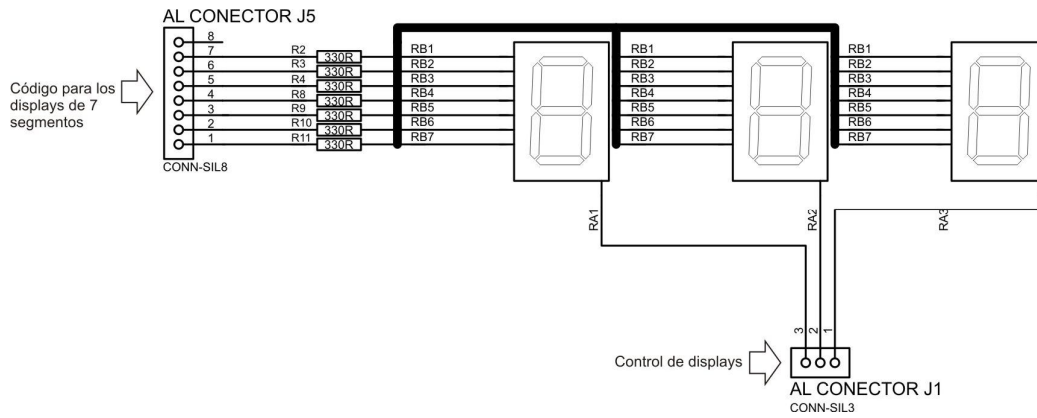 AL CONECTOR J5
8
7 R2 330R RB1 RB1 RB1
6 R3 330R RB2 RB2 RB2
5 R4 330R RB3 RB3 RB3
4 R8 330R RB4 RB4 RB4
3 R9 330R RB5 RB5 RB5
2 R10 330R RB6 RB6 RB6
1 R11 330R RB7 RB7 RB7
CONN-SIL8
Código para los
displays de 7
segmentos
RA1
RA2
RA3
3 2 1
Control de displays
AL CONECTOR J1
CONN-SIL3